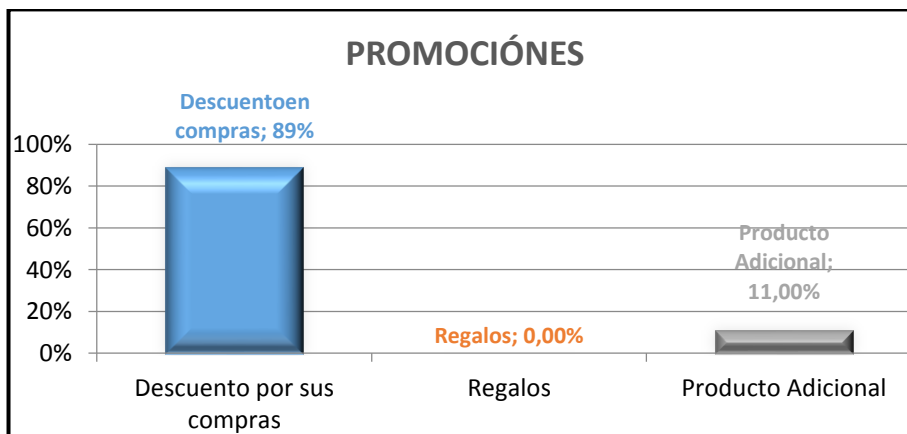 PROMOCIÓNES
Descuentoen
compras; 89%
100%
80%
60%
40%
20%
0%
Producto
Adicional;
11,00%
Regalos; 0,00%
Descuento por sus
compras
Regalos
Producto Adicional